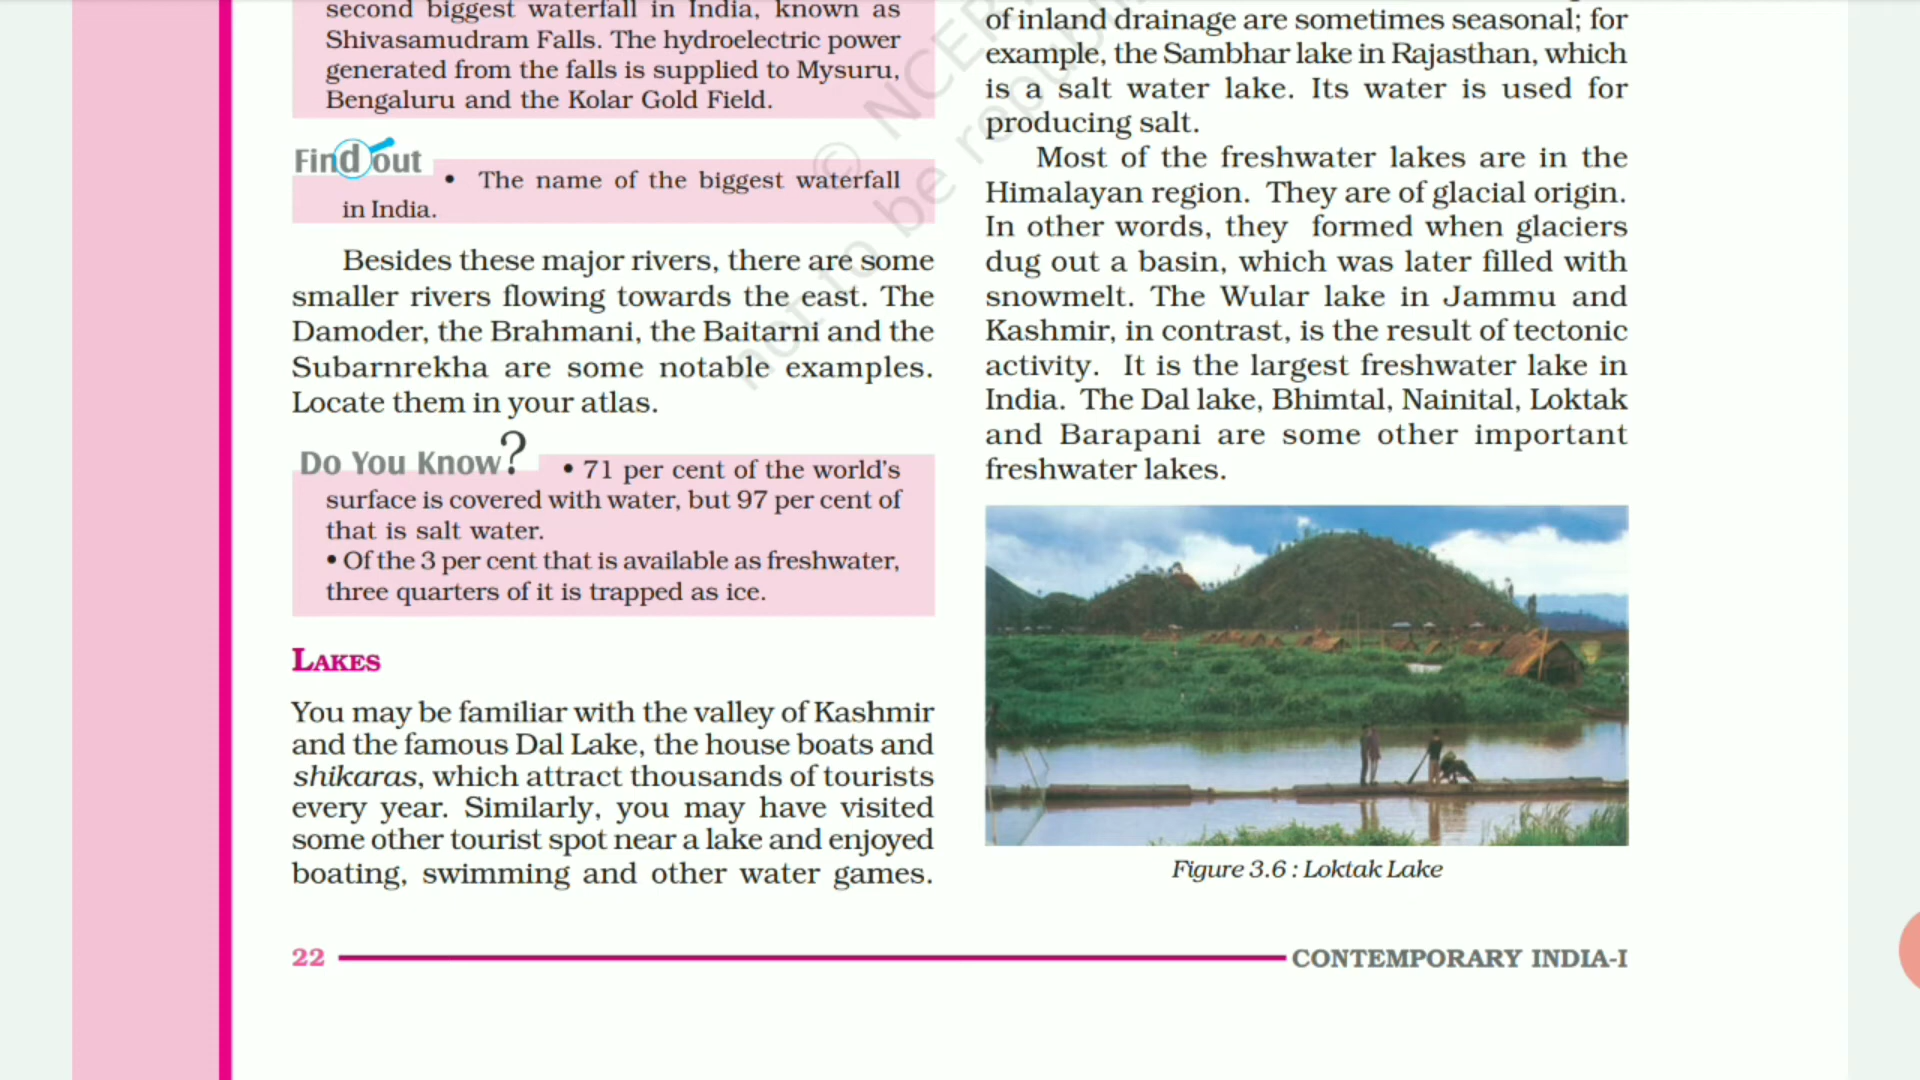 second biggest waterfall in India, known as
Shivasamudram Falls. The hydroelectric power
generated from the falls is supplied to Mysuru,
Bengaluru and the Kolar Gold Field.
Find out
• The name of the biggest waterfall
in India.
Besides these major rivers, there are some
smaller rivers flowing towards the east. The
Damoder, the Brahmani, the Baitarni and the
Subarnrekha are some notable examples.
Locate them in your atlas.
Do You Know?
• 71 per cent of the world's
surface is covered with water, but 97 per cent of
that is salt water.
• Of the 3 per cent that is available as freshwater,
three quarters of it is trapped as ice.
LAKES
You may be familiar with the valley of Kashmir
and the famous Dal Lake, the house boats and
shikaras, which attract thousands of tourists
every year. Similarly, you may have visited
some other tourist spot near a lake and enjoyed
boating, swimming and other water games.
of inland drainage are sometimes seasonal; for
example, the Sambhar lake in Rajasthan, which
is a salt water lake. Its water is used for
producing salt.
Most of the freshwater lakes are in the
Himalayan region. They are of glacial origin.
In other words, they formed when glaciers
dug out a basin, which was later filled with
snowmelt. The Wular lake in Jammu and
Kashmir, in contrast, is the result of tectonic
activity. It is the largest freshwater lake in
India. The Dal lake, Bhimtal, Nainital, Loktak
and Barapani are some other important
freshwater lakes.
Figure 3.6 : Loktak Lake
22
CONTEMPORARY INDIA-I
© NCER
not to be republi